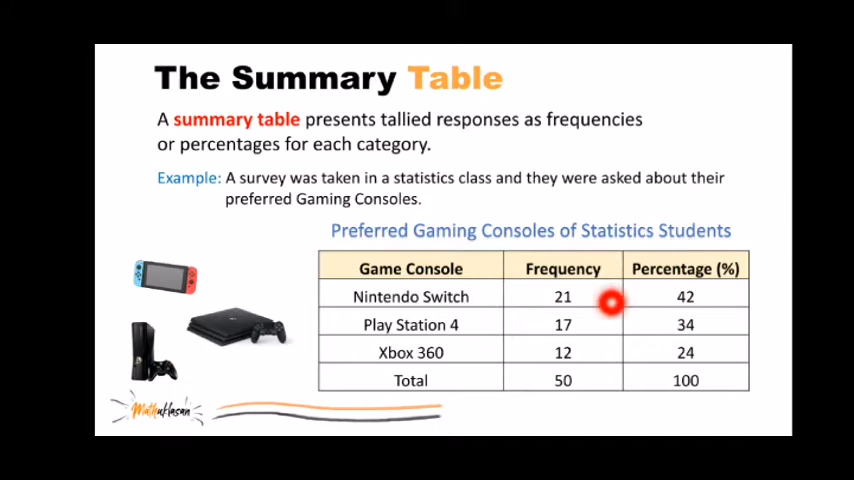 The Summary Table
A summary table presents tallied responses as frequencies
or percentages for each category.
Example: A survey was taken in a statistics class and they were asked about their
preferred Gaming Consoles.
Preferred Gaming Consoles of Statistics Students
Game Console Frequency Percentage (%)
Nintendo Switch 21 42
Play Station 4 17 34
Xbox 360 12 24
Total 50 100
Mathuklasan